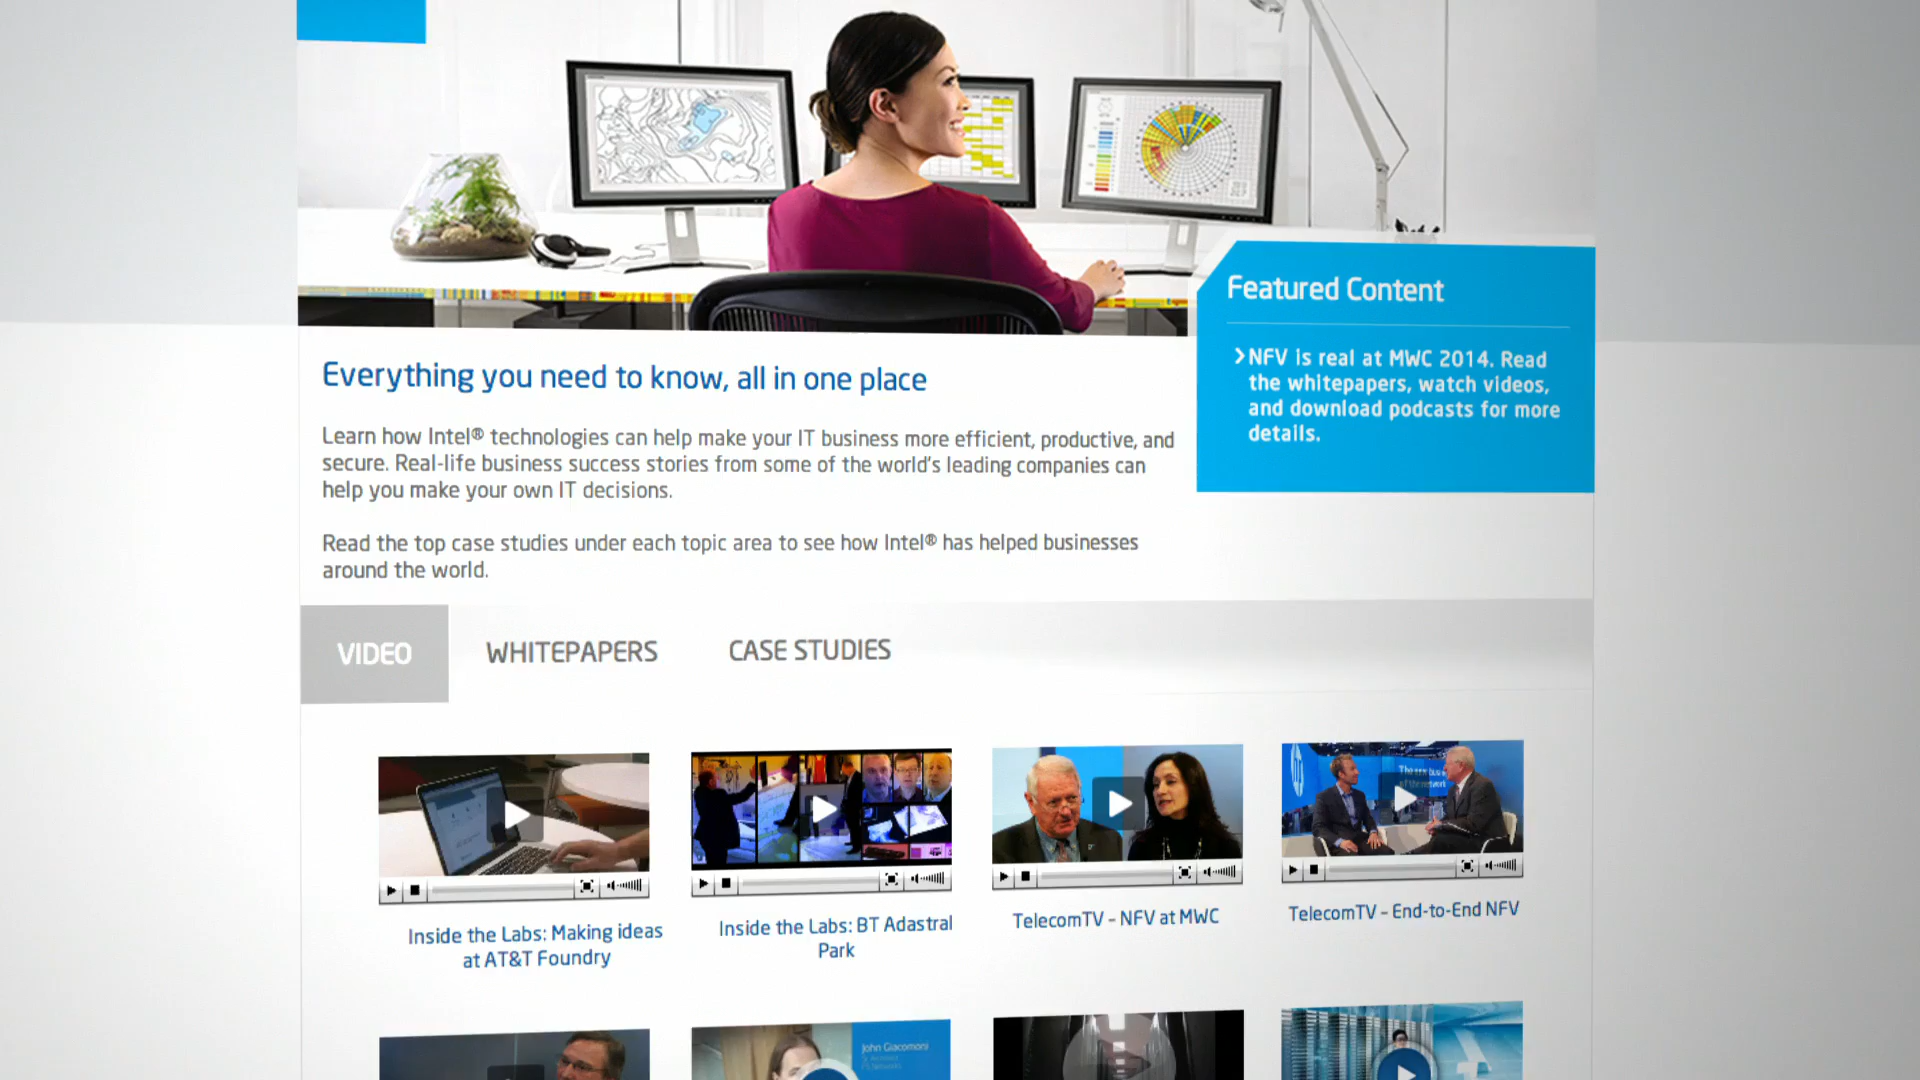 Featured Content
NFV is real at MWC 2014. Read
the whitepapers, watch videos,
and download podcasts for more
details.
Everything you need to know, all in one place
Learn how Intel® technologies can help make your IT business more efficient, productive, and
secure. Real-life business success stories from some of the world's leading companies can
help you make your own IT decisions.
Read the top case studies under each topic area to see how Intel® has helped businesses
around the world.
VIDEO
WHITEPAPERS
CASE STUDIES
Inside the Labs: Making ideas
at AT&T Foundry
Inside the Labs: BT Adastral
Park
TelecomTV – NFV at MWC
TelecomTV – End-to-End NFV
John Giacomoni